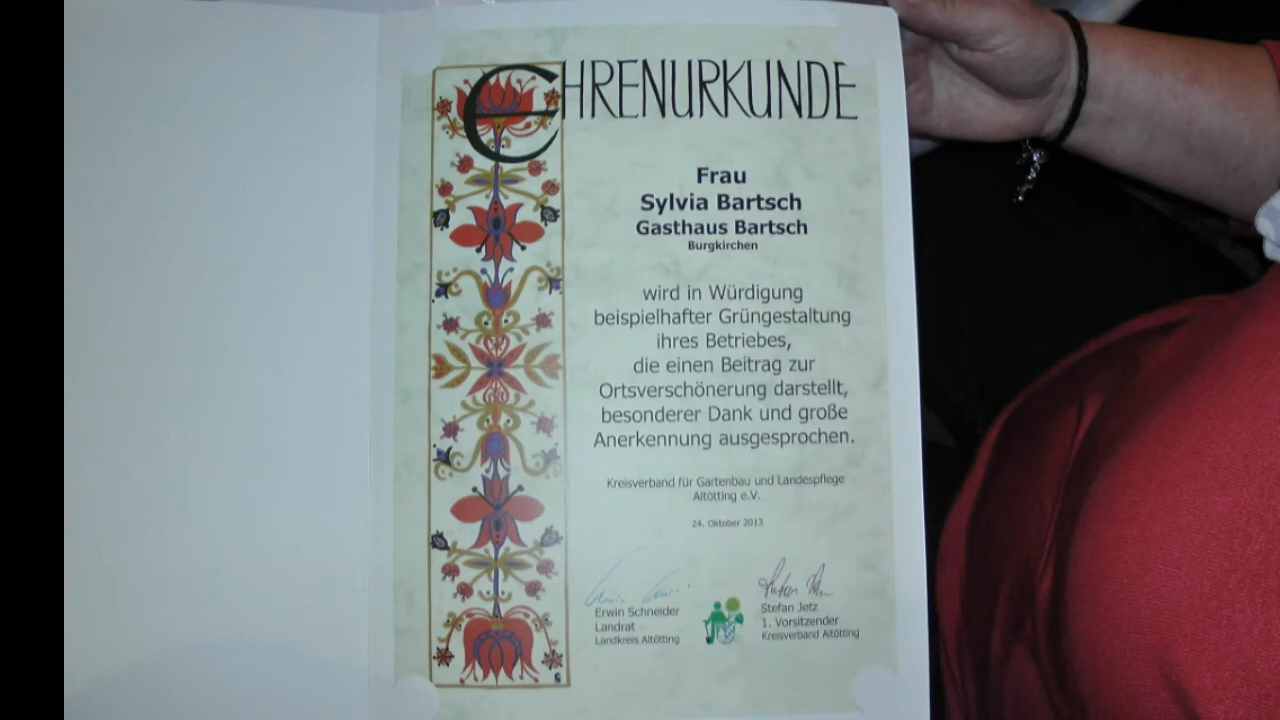 EHRENURKUNDE
Frau
Sylvia Bartsch
Gasthaus Bartsch
Burgkirchen
wird in Würdigung
beispielhafter Grüngestaltung
ihres Betriebes,
die einen Beitrag zur
Ortsverschönerung darstellt,
besonderer Dank und große
Anerkennung ausgesprochen.
Kreisverband für Gartenbau und Landespflege
Altötting e.V.
24. Oktober 2013
Erwin Schneider
Landrat
Landkreis Altötting
Stefan Jetz
1. Vorsitzender
Kreisverband Altötting